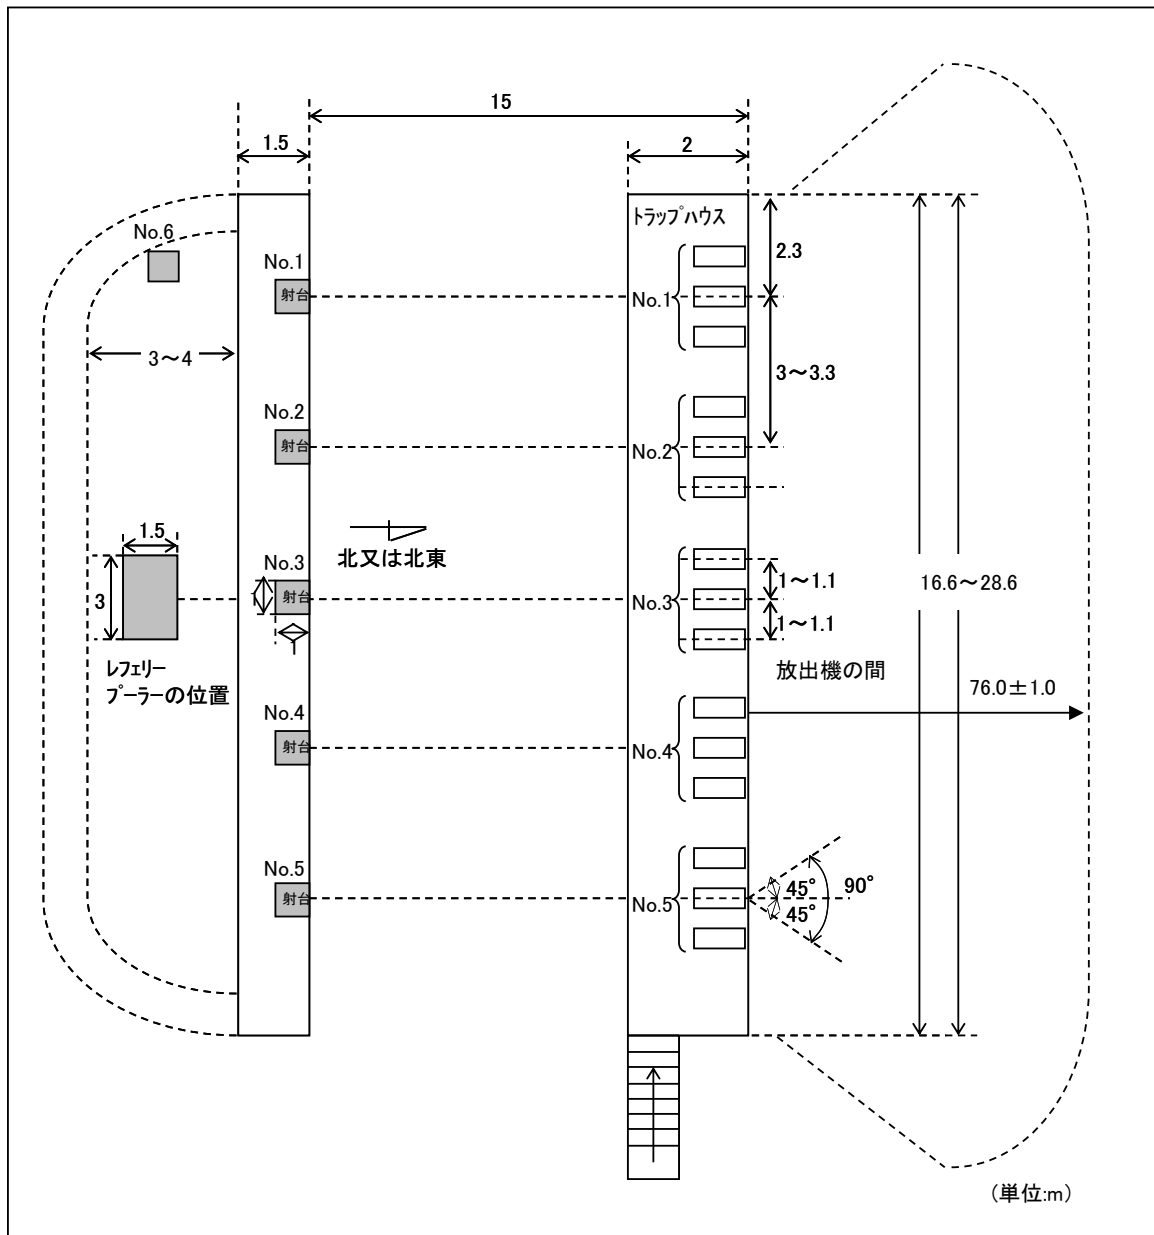 15
1.5
2
トラップハウス
No.6
2.3
No.1
射台
No.1
3～4
3～3.3
No.2
射台
No.2
1.5
北又は北東
No.3
1～1.1
16.6～28.6
3
1
射台
No.3
1～1.1
1
レフェリー
プーラーの位置
放出機の間
76.0±1.0
No.4
射台
No.4
No.5
射台
No.5
45°
90°
45°
(単位:m)